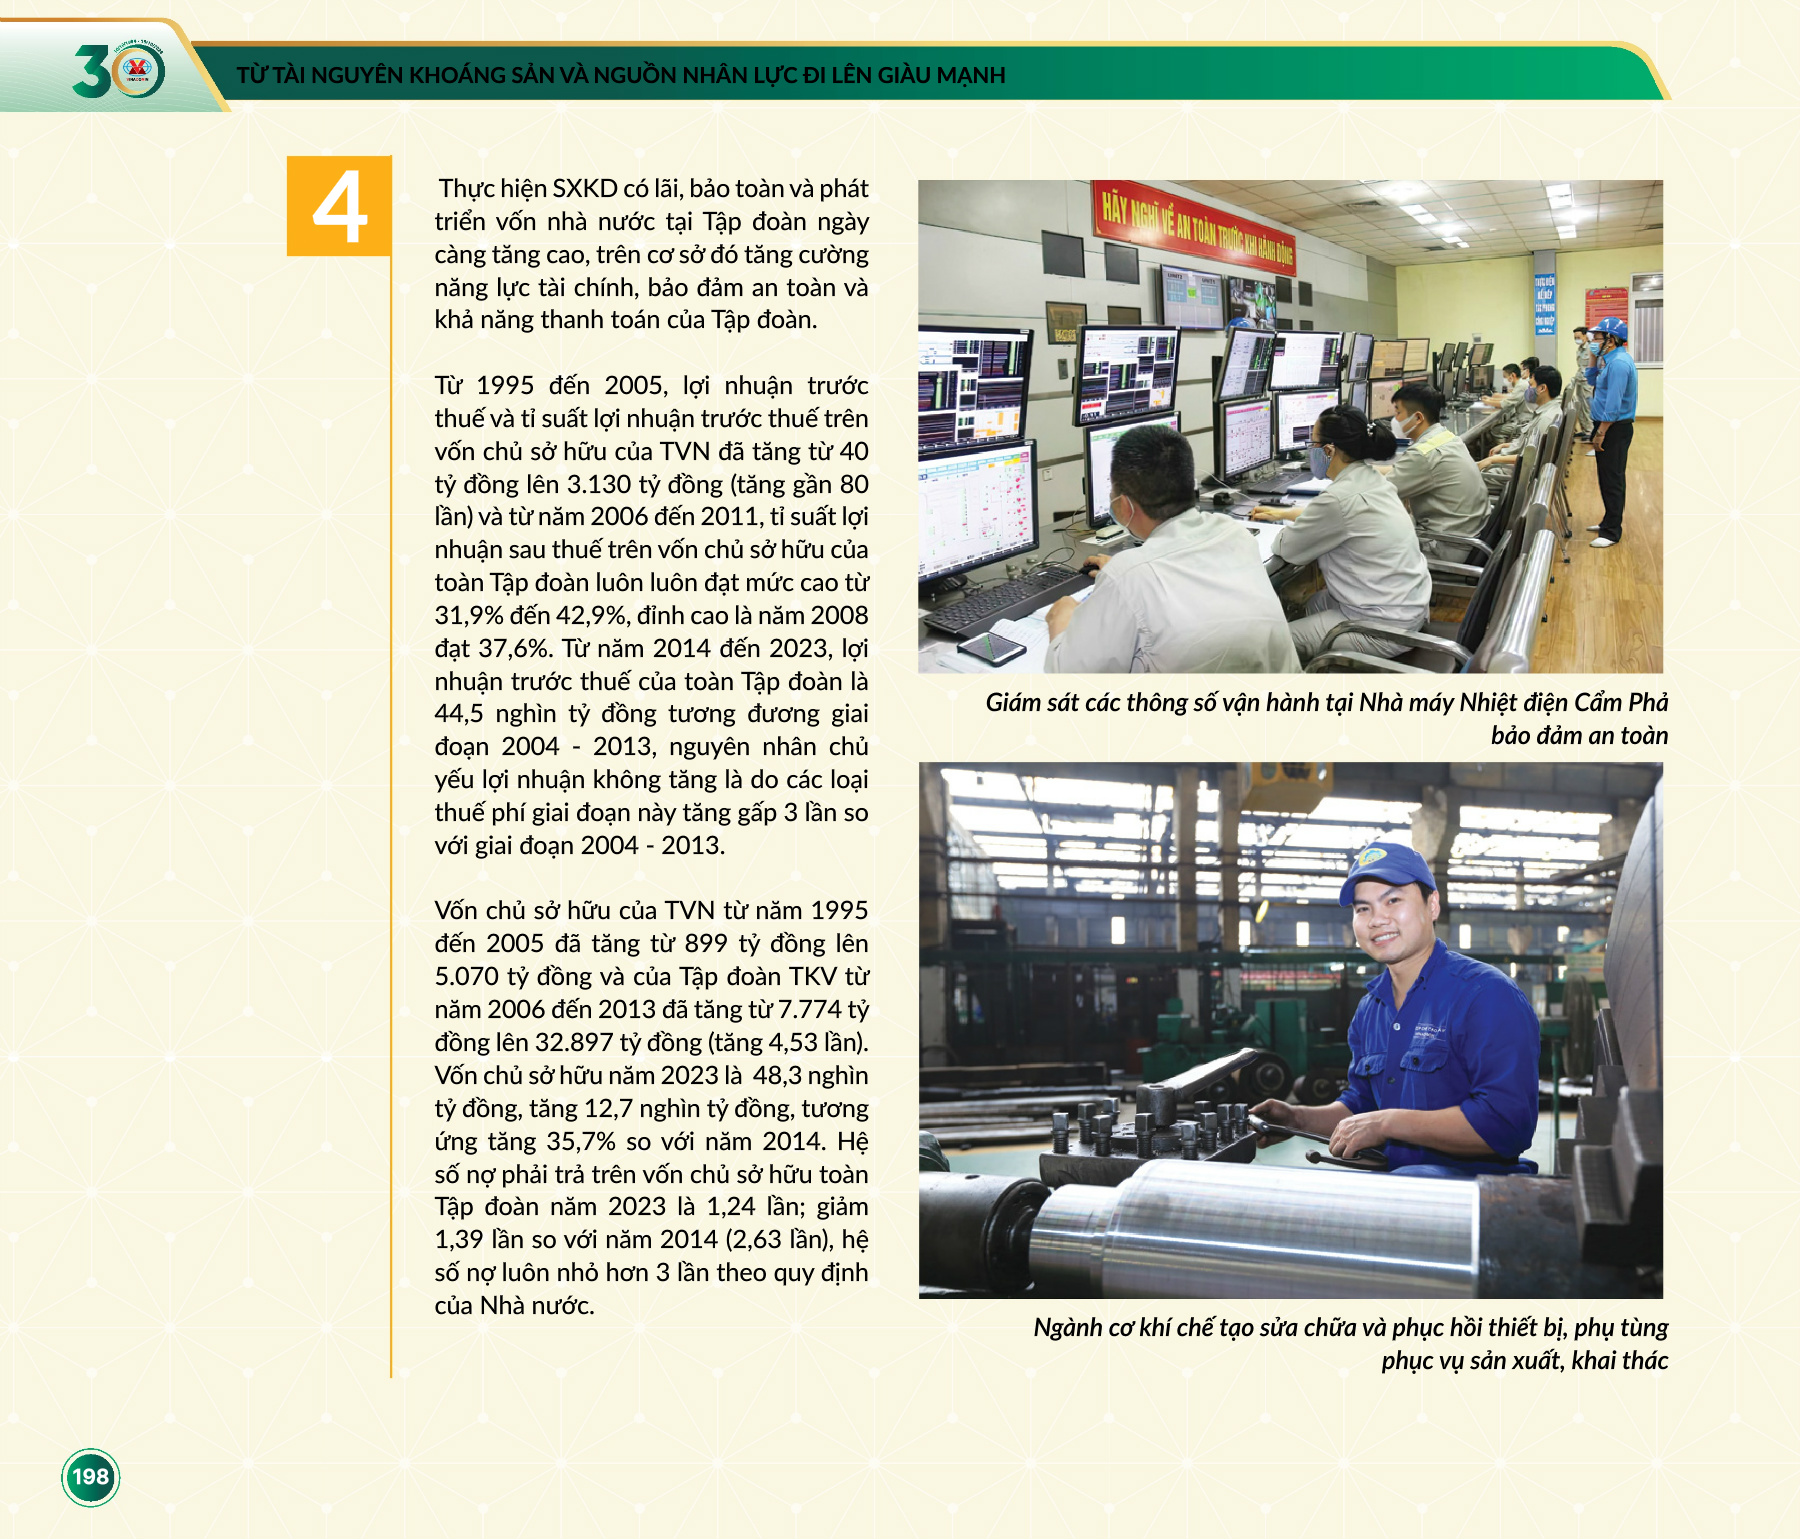 30
VINACOMIN
TỪ TÀI NGUYÊN KHOÁNG SẢN VÀ NGUỒN NHÂN LỰC ĐI LÊN GIÀU MẠNH
4
Thực hiện SXKD có lãi, bảo toàn và phát
triển vốn nhà nước tại Tập đoàn ngày
càng tăng cao, trên cơ sở đó tăng cường
năng lực tài chính, bảo đảm an toàn và
khả năng thanh toán của Tập đoàn.
Từ 1995 đến 2005, lợi nhuận trước
thuế và tỉ suất lợi nhuận trước thuế trên
vốn chủ sở hữu của TVN đã tăng từ 40
tỷ đồng lên 3.130 tỷ đồng (tăng gần 80
lần) và từ năm 2006 đến 2011, tỉ suất lợi
nhuận sau thuế trên vốn chủ sở hữu của
toàn Tập đoàn luôn luôn đạt mức cao từ
31,9% đến 42,9%, đỉnh cao là năm 2008
đạt 37,6%. Từ năm 2014 đến 2023, lợi
nhuận trước thuế của toàn Tập đoàn là
44,5 nghìn tỷ đồng tương đương giai
đoạn 2004 - 2013, nguyên nhân chủ
yếu lợi nhuận không tăng là do các loại
thuế phí giai đoạn này tăng gấp 3 lần so
với giai đoạn 2004 - 2013.
Vốn chủ sở hữu của TVN từ năm 1995
đến 2005 đã tăng từ 899 tỷ đồng lên
5.070 tỷ đồng và của Tập đoàn TKV từ
năm 2006 đến 2013 đã tăng từ 7.774 tỷ
đồng lên 32.897 tỷ đồng (tăng 4,53 lần).
Vốn chủ sở hữu năm 2023 là 48,3 nghìn
tỷ đồng, tăng 12,7 nghìn tỷ đồng, tương
ứng tăng 35,7% so với năm 2014. Hệ
số nợ phải trả trên vốn chủ sở hữu toàn
Tập đoàn năm 2023 là 1,24 lần; giảm
1,39 lần so với năm 2014 (2,63 lần), hệ
số nợ luôn nhỏ hơn 3 lần theo quy định
của Nhà nước.
HÃY NGHĨ VỀ AN TOÀN TRƯỚC KHI HÀNH ĐỘNG
Giám sát các thông số vận hành tại Nhà máy Nhiệt điện Cẩm Phả
bảo đảm an toàn
Ngành cơ khí chế tạo sửa chữa và phục hồi thiết bị, phụ tùng
phục vụ sản xuất, khai thác
198